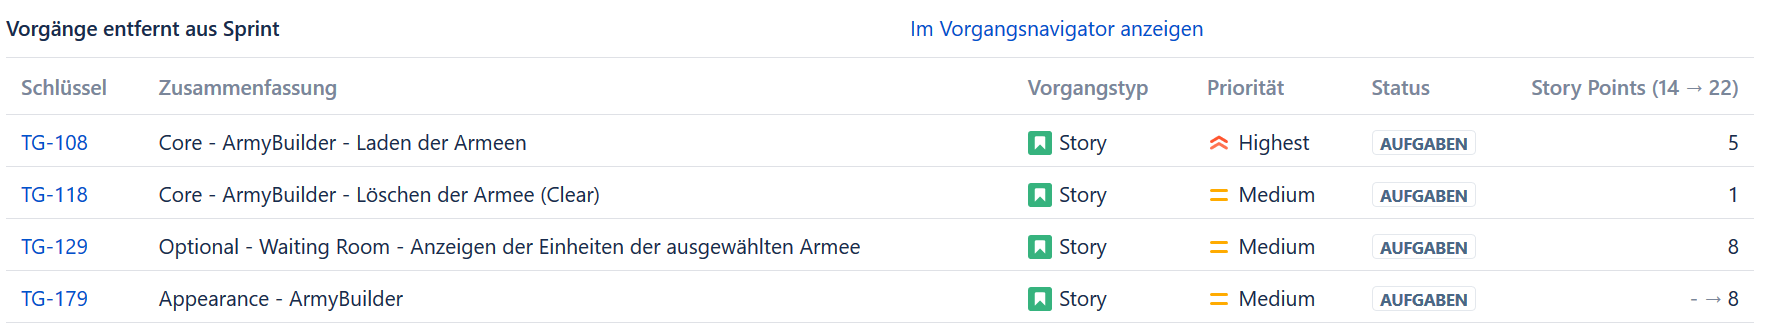 Vorgänge entfernt aus Sprint Im Vorgangsnavigator anzeigen
Schlüssel Zusammenfassung Vorgangstyp Priorität Status Story Points (14 → 22)
TG-108 Core - ArmyBuilder - Laden der Armeen Story Highest AUFGABEN 5
TG-118 Core - ArmyBuilder - Löschen der Armee (Clear) Story Medium AUFGABEN 1
TG-129 Optional - Waiting Room - Anzeigen der Einheiten der ausgewählten Armee Story Medium AUFGABEN 8
TG-179 Appearance - ArmyBuilder Story Medium AUFGABEN - → 8